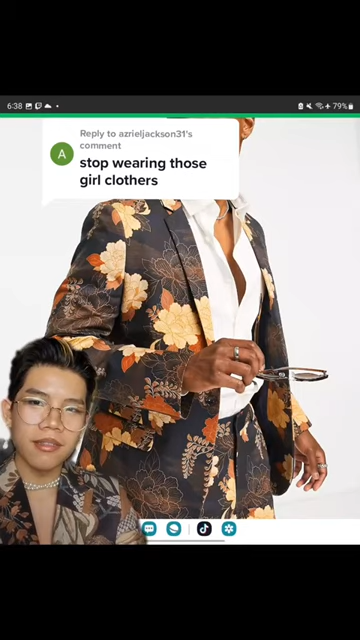 6:38
79%
Reply to azrieljackson31's
comment
A
stop wearing those
girl clothers